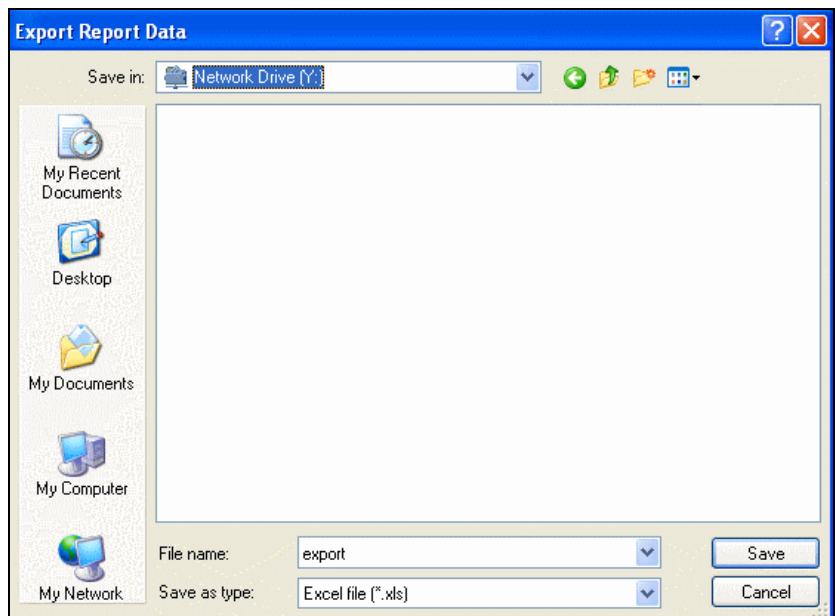 Export Report Data
Save in: Network Drive (Y:)
My Recent
Documents
Desktop
My Documents
My Computer
My Network
File name: export
Save as type: Excel file (*.xls)
Save
Cancel